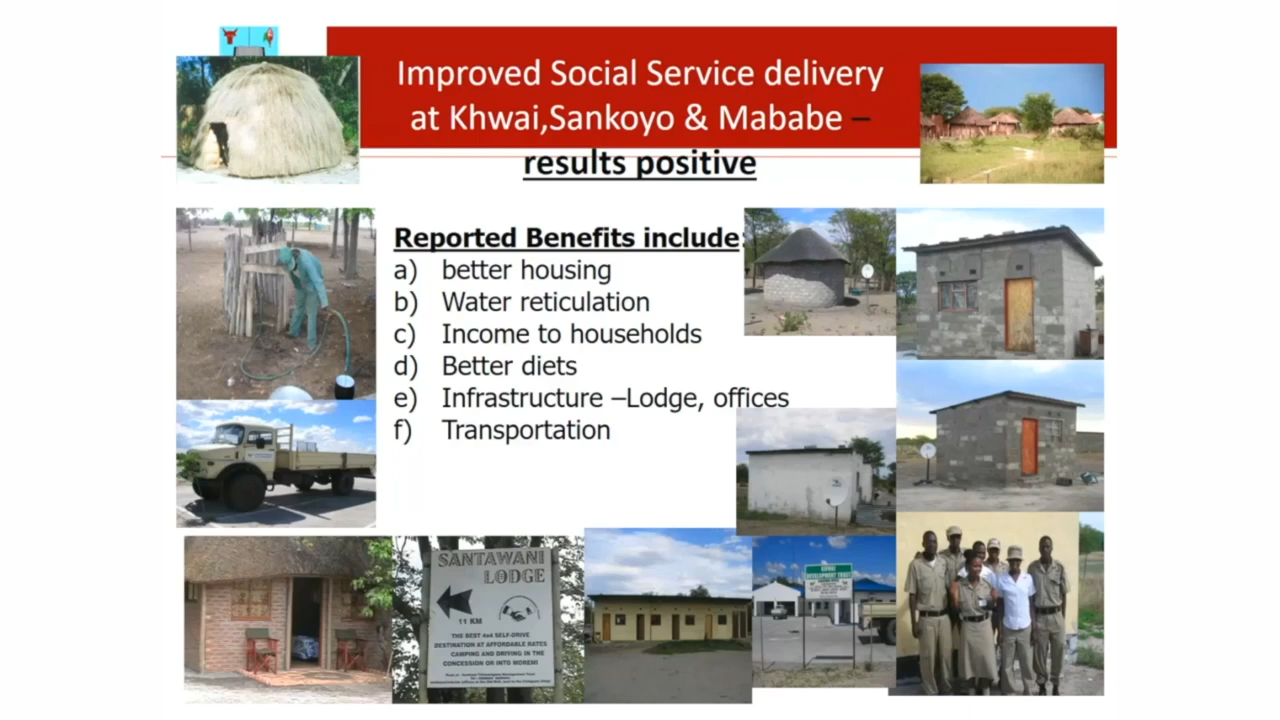 Improved Social Service delivery
at Khwai,Sankoyo & Mababe –
results positive
Reported Benefits include:
a) better housing
b) Water reticulation
c) Income to households
d) Better diets
e) Infrastructure –Lodge, offices
f) Transportation
SANTAWANI
LODGE
11 KM
THE BEST 4x4 SELF-DRIVE
DESTINATION AT AFFORDABLE RATES
CAMPING AND DRIVING IN THE
CONCESSION OR INTO MOREMI
DEVELOPMENT TRUST